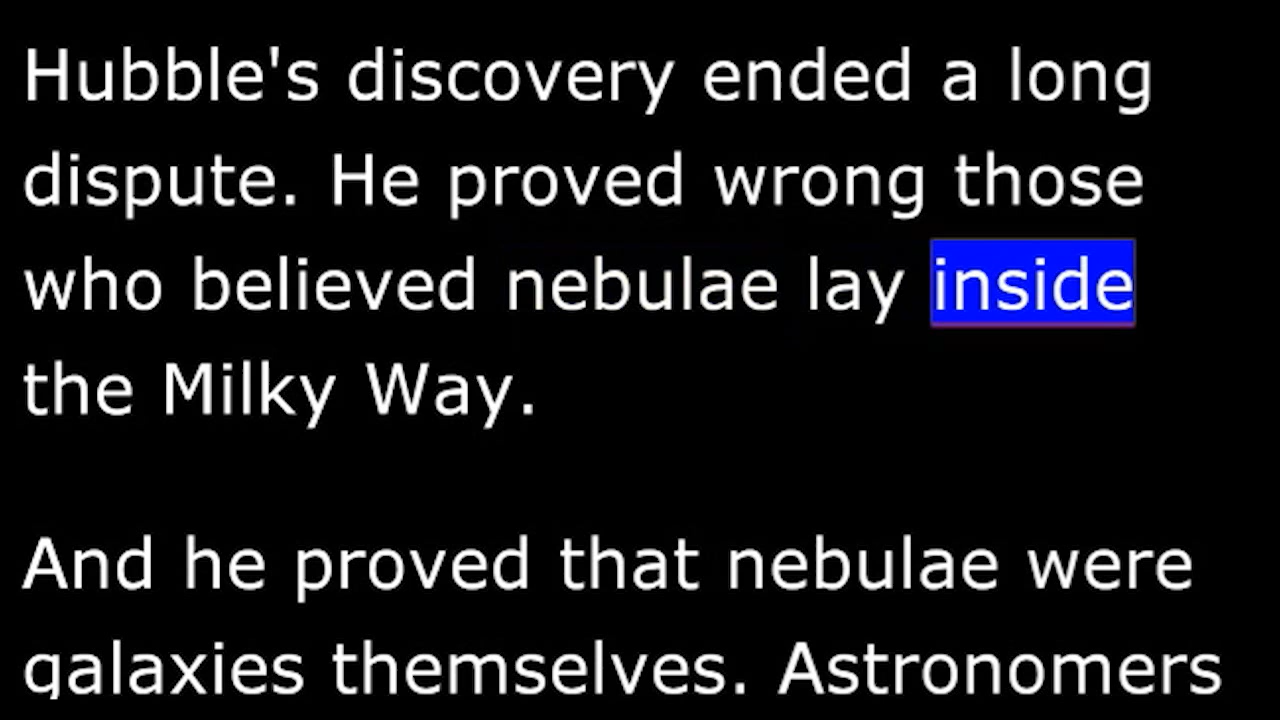 Hubble's discovery ended a long
dispute. He proved wrong those
who believed nebulae lay inside
the Milky Way.
And he proved that nebulae were
galaxies themselves. Astronomers